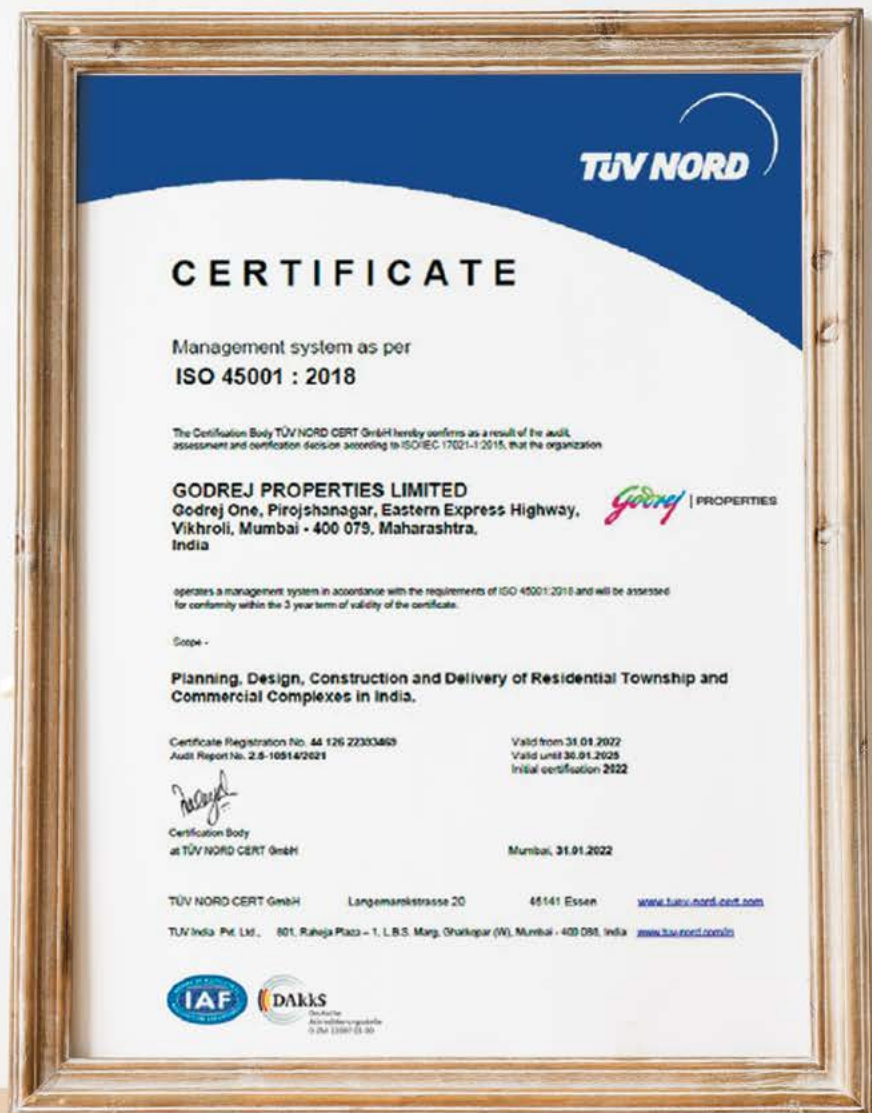 TÜV NORD
CERTIFICATE
Management system as per
ISO 45001 : 2018
The Certification Body TÜV NORD CERT GmbH hereby confirms as a result of the audit,
assessment and certification decision according to ISO/IEC 17021-1:2015, that the organization
GODREJ PROPERTIES LIMITED
Godrej One, Pirojshanagar, Eastern Express Highway,
Vikhroli, Mumbai - 400 079, Maharashtra,
India
Godrej | PROPERTIES
operates a management system in accordance with the requirements of ISO 45001:2018 and will be assessed
for conformity within the 3 year term of validity of the certificate.
Scope -
Planning, Design, Construction and Delivery of Residential Township and
Commercial Complexes in India.
Certificate Registration No. 44 126 22393469
Audit Report No. 2.5-10514/2021
Valid from 31.01.2022
Valid until 30.01.2025
Initial certification 2022
Certification Body
at TÜV NORD CERT GmbH
Mumbai, 31.01.2022
TÜV NORD CERT GmbH Langemarckstrasse 20 45141 Essen www.tuev-nord-cert.com
TUV India Pvt. Ltd., 801, Raheja Plaza – 1, L.B.S. Marg, Ghatkopar (W), Mumbai - 400 086, India www.tuv-nord.com/in
IAF
DAkkS
Deutsche
Akkreditierungsstelle